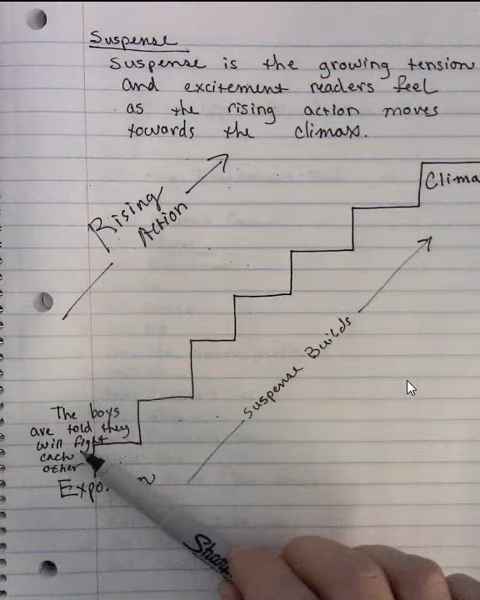 Suspense
Suspense is the growing tension
and excitement readers feel
as the rising action moves
towards the climax.
Rising
Action
Clima
Suspense Builds
The boys
are told they
will fight
each
other
Expo
Sharp